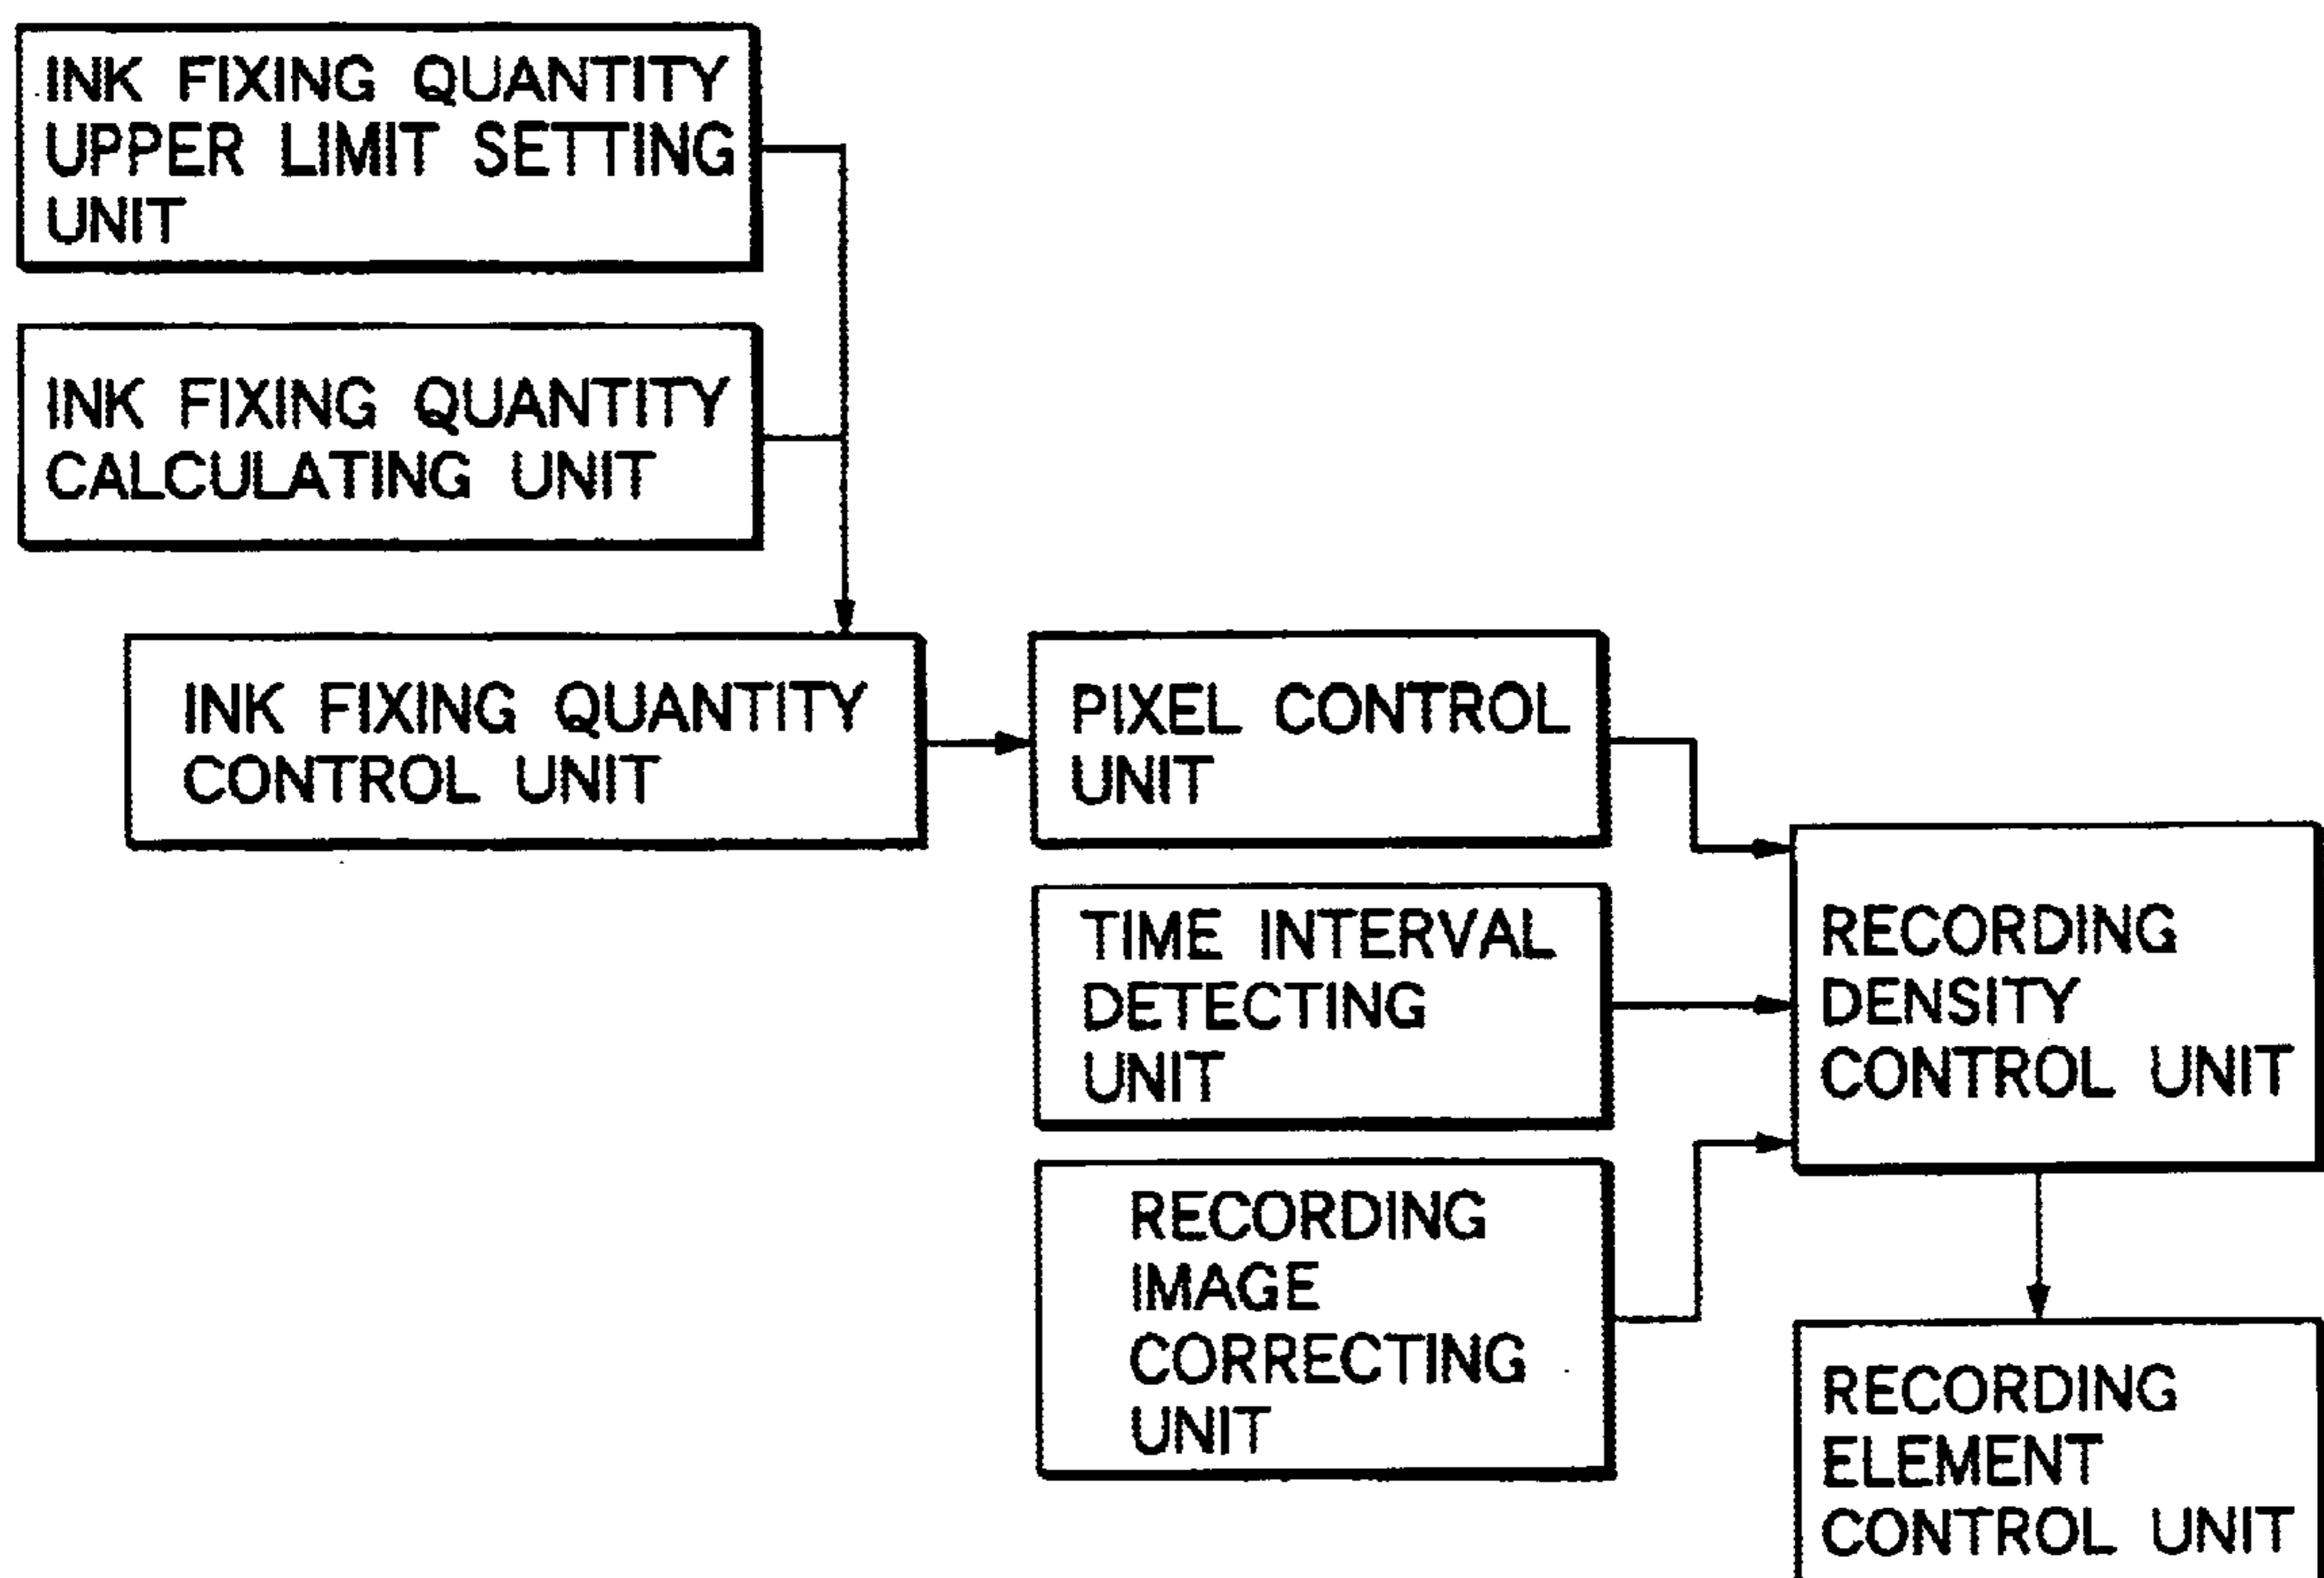 INK FIXING QUANTITY
UPPER LIMIT SETTING
UNIT
INK FIXING QUANTITY
CALCULATING UNIT
INK FIXING QUANTITY
CONTROL UNIT
PIXEL CONTROL
UNIT
TIME INTERVAL
DETECTING
UNIT
RECORDING
IMAGE
CORRECTING
UNIT
RECORDING
DENSITY
CONTROL UNIT
RECORDING
ELEMENT
CONTROL UNIT